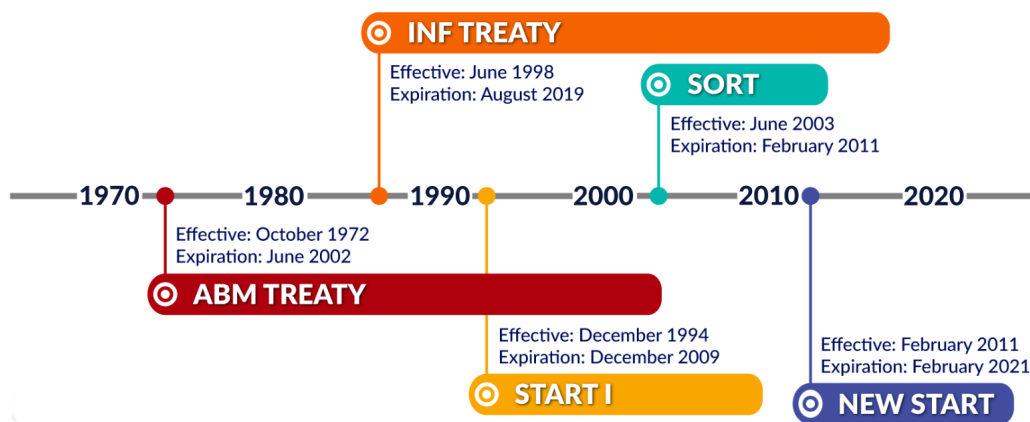 INF TREATY
Effective: June 1998
Expiration: August 2019
SORT
Effective: June 2003
Expiration: February 2011
1970 1980 1990 2000 2010 2020
Effective: October 1972
Expiration: June 2002
ABM TREATY
Effective: December 1994
Expiration: December 2009
START I
Effective: February 2011
Expiration: February 2021
NEW START